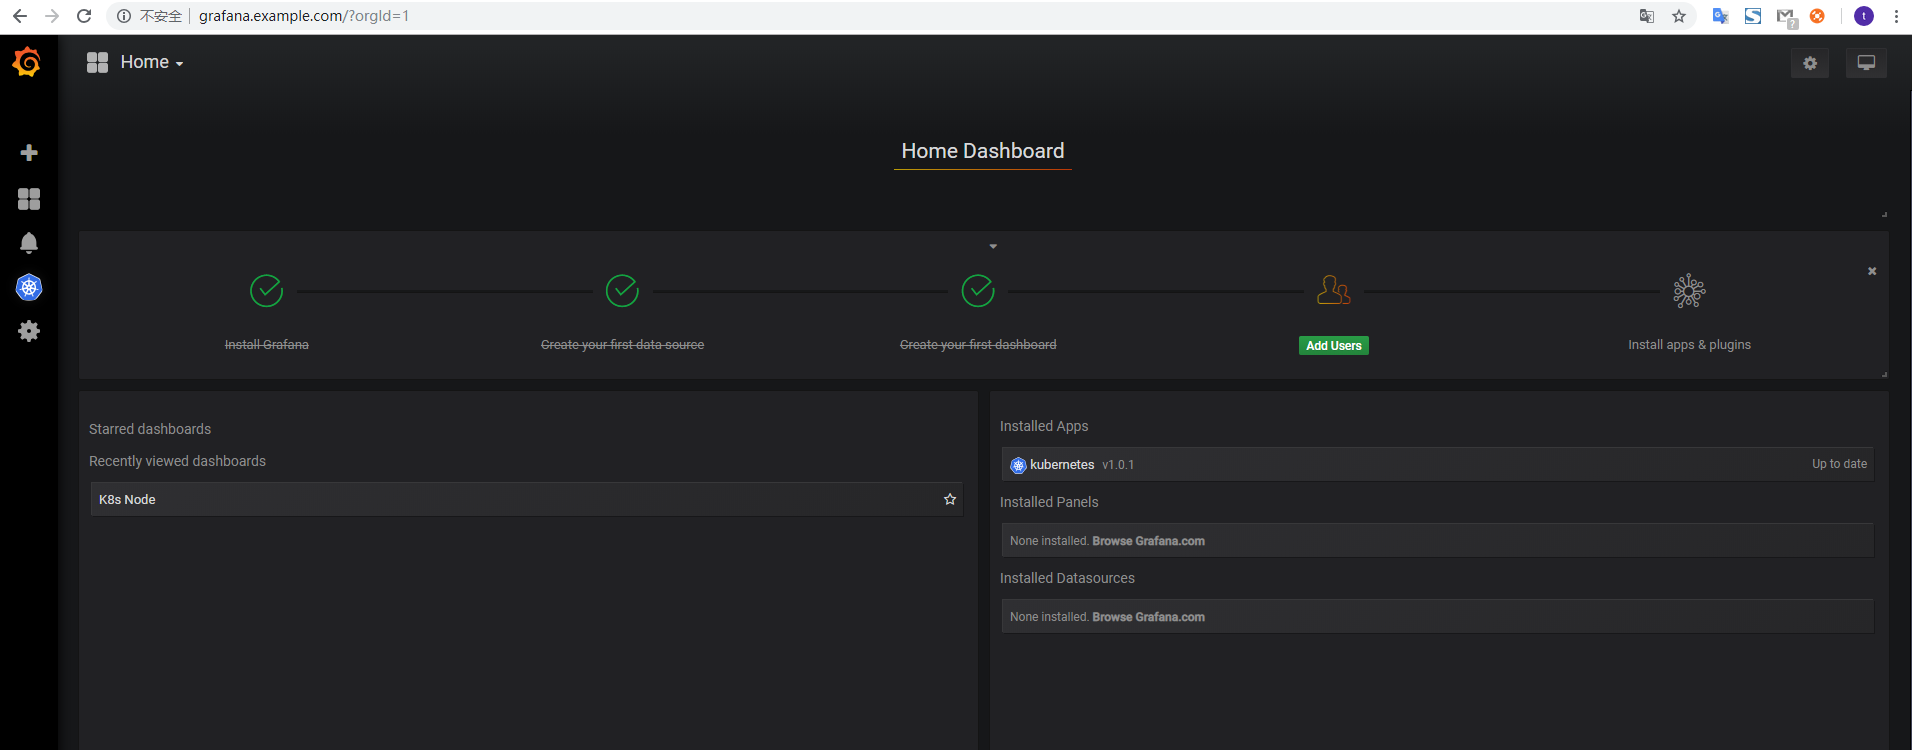 不安全 grafana.example.com/?orgId=1
t
?
Home
Home Dashboard
Install Grafana
Create your first data source
Create your first dashboard
Add Users
Install apps & plugins
Starred dashboards
Recently viewed dashboards
K8s Node
Installed Apps
kubernetes v1.0.1 Up to date
Installed Panels
None installed. Browse Grafana.com
Installed Datasources
None installed. Browse Grafana.com